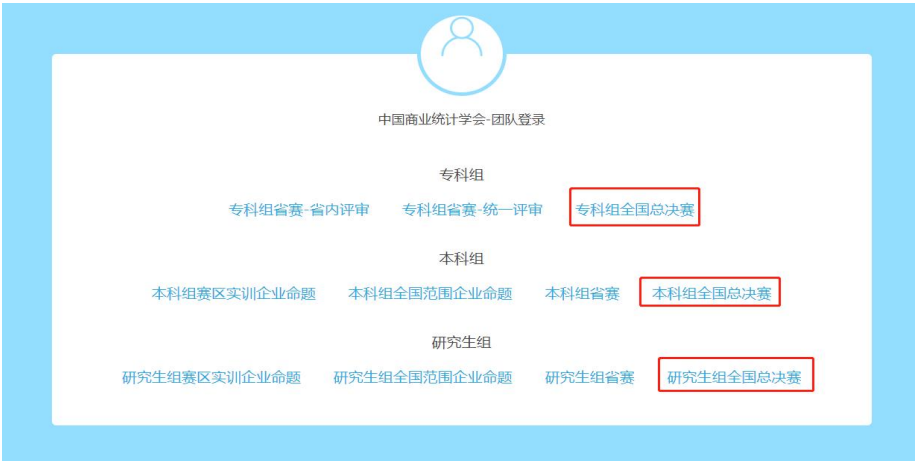 中国商业统计学会-团队登录
专科组
专科组省赛-省内评审 专科组省赛-统一评审 专科组全国总决赛
本科组
本科组赛区实训企业命题 本科组全国范围企业命题 本科组省赛 本科组全国总决赛
研究生组
研究生组赛区实训企业命题 研究生组全国范围企业命题 研究生组省赛 研究生组全国总决赛